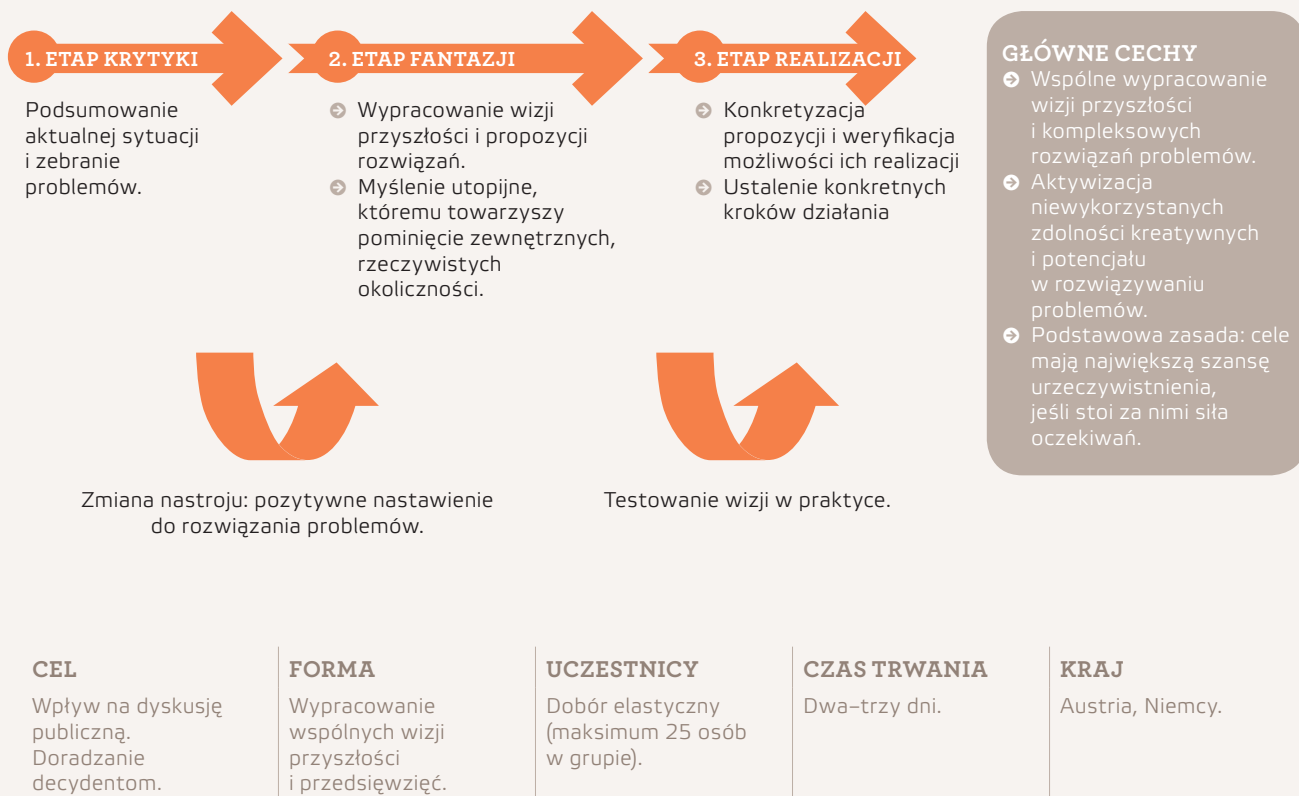 1. ETAP KRYTYKI
Podsumowanie
aktualnej sytuacji
i zebranie
problemów.
2. ETAP FANTAZJI
Wypracowanie wizji
przyszłości i propozycji
rozwiązań.
Myślenie utopijne,
któremu towarzyszy
pominięcie zewnętrznych,
rzeczywistych
okoliczności.
3. ETAP REALIZACJI
Konkretyzacja
propozycji i weryfikacja
możliwości ich realizacji
Ustalenie konkretnych
kroków działania
GŁÓWNE CECHY
Wspólne wypracowanie
wizji przyszłości
i kompleksowych
rozwiązań problemów.
Aktywizacja
niewykorzystanych
zdolności kreatywnych
i potencjału
w rozwiązywaniu
problemów.
Podstawowa zasada: cele
mają największą szansę
urzeczywistnienia,
jeśli stoi za nimi siła
oczekiwań.
Zmiana nastroju: pozytywne nastawienie
do rozwiązania problemów.
Testowanie wizji w praktyce.
CEL
Wpływ na dyskusję
publiczną.
Doradzanie
decydentom.
FORMA
Wypracowanie
wspólnych wizji
przyszłości
i przedsięwzięć.
UCZESTNICY
Dobór elastyczny
(maksimum 25 osób
w grupie).
CZAS TRWANIA
Dwa–trzy dni.
KRAJ
Austria, Niemcy.